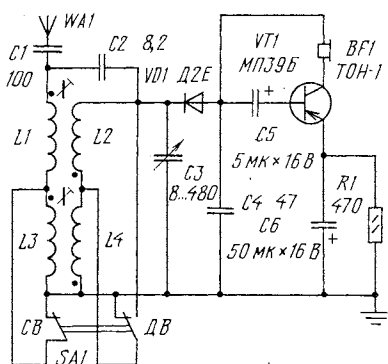 WA1
C1
100
C2
8,2
VD1
Д2Е
VT1
МП39Б
BF1
ТОН-1
L1
L2
C3
8...480
C5
5 мк × 16 В
R1
470
C4
47
C6
50 мк × 16 В
L3
L4
СВ
ДВ
SA1